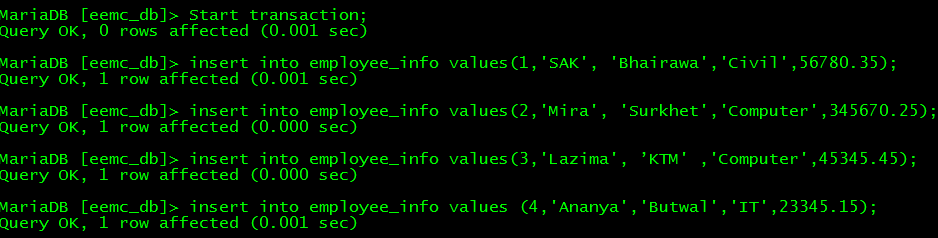 MariaDB [eemc_db]> Start transaction;
Query OK, 0 rows affected (0.001 sec)
MariaDB [eemc_db]> insert into employee_info values(1,'SAK', 'Bhairawa','Civil',56780.35);
Query OK, 1 row affected (0.001 sec)
MariaDB [eemc_db]> insert into employee_info values(2,'Mira', 'Surkhet','Computer',345670.25);
Query OK, 1 row affected (0.000 sec)
MariaDB [eemc_db]> insert into employee_info values(3,'Lazima', ’KTM' ,'Computer',45345.45);
Query OK, 1 row affected (0.000 sec)
MariaDB [eemc_db]> insert into employee_info values (4,'Ananya','Butwal','IT',23345.15);
Query OK, 1 row affected (0.001 sec)